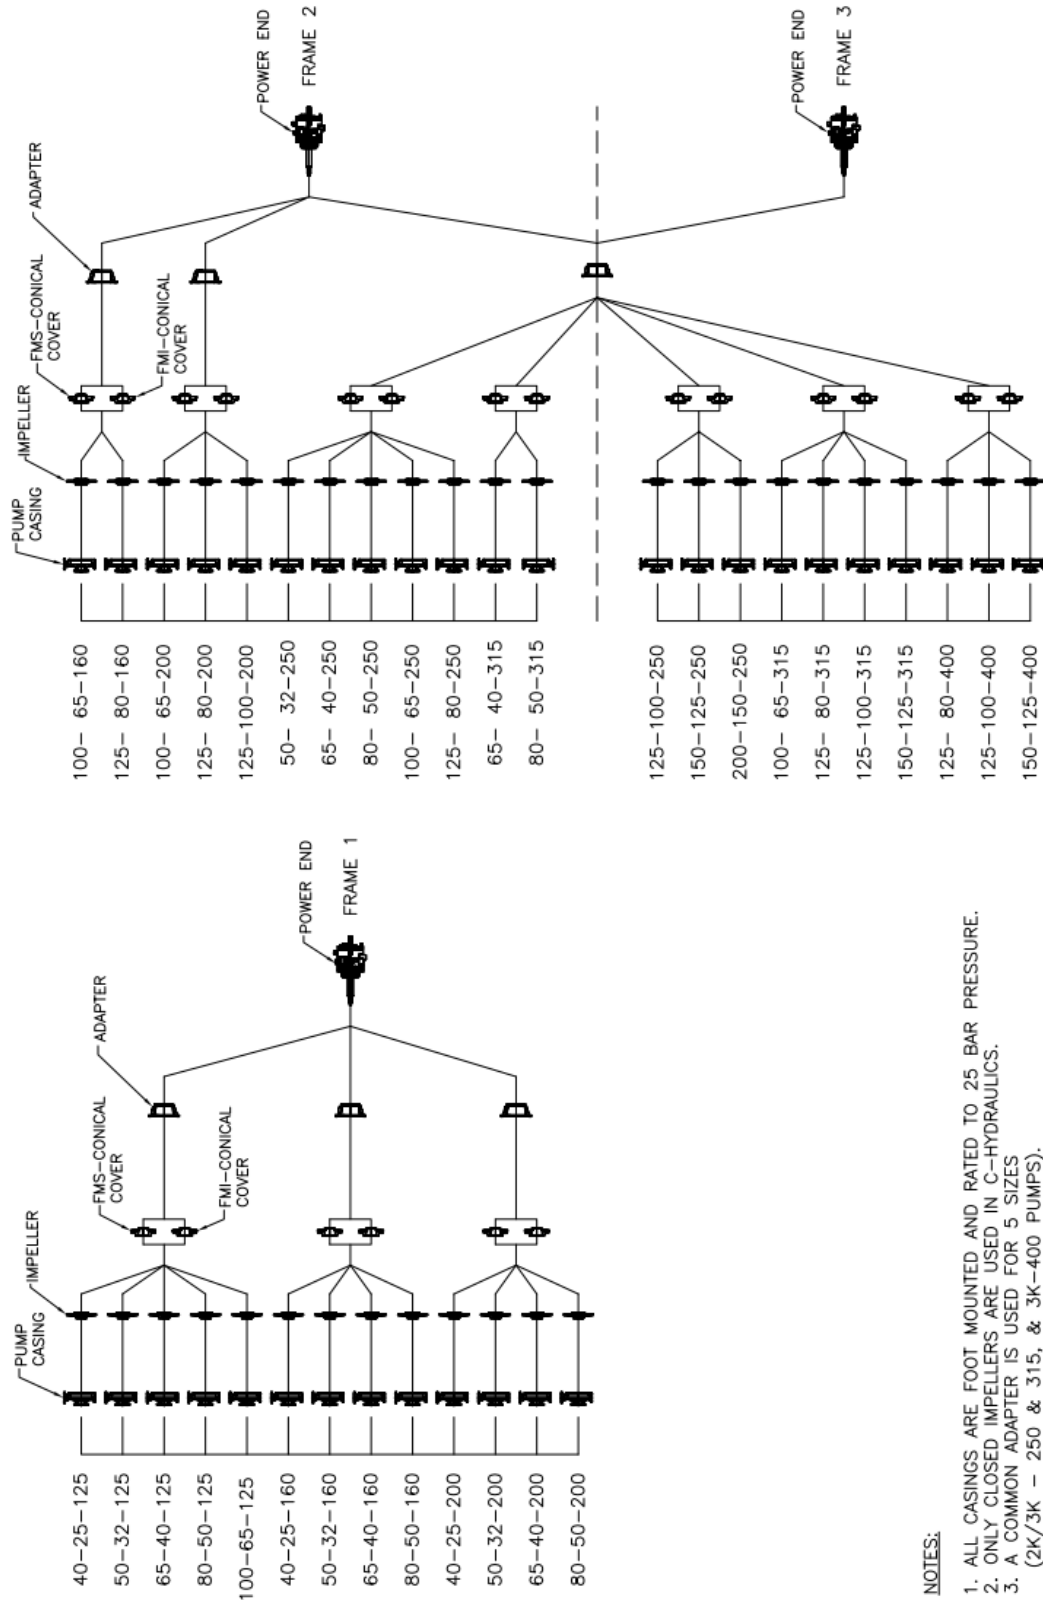 PUMP
CASING
IMPELLER
FMS-CONICAL
COVER
ADAPTER
40-25-125
50-32-125
65-40-125
80-50-125
100-65-125
40-25-160
50-32-160
65-40-160
80-50-160
40-25-200
50-32-200
65-40-200
80-50-200
FMI-CONICAL
COVER
POWER END
FRAME 1
PUMP
CASING
IMPELLER
FMS-CONICAL
COVER
ADAPTER
POWER END
FRAME 2
FMI-CONICAL
COVER
100- 65-160
125- 80-160
100- 65-200
125- 80-200
125-100-200
50- 32-250
65- 40-250
80- 50-250
100- 65-250
125- 80-250
65- 40-315
80- 50-315
125-100-250
150-125-250
200-150-250
100- 65-315
125- 80-315
125-100-315
150-125-315
125- 80-400
125-100-400
150-125-400
POWER END
FRAME 3
NOTES:
1. ALL CASINGS ARE FOOT MOUNTED AND RATED TO 25 BAR PRESSURE.
2. ONLY CLOSED IMPELLERS ARE USED IN C-HYDRAULICS.
3. A COMMON ADAPTER IS USED FOR 5 SIZES
(2K/3K - 250 & 315, & 3K-400 PUMPS).